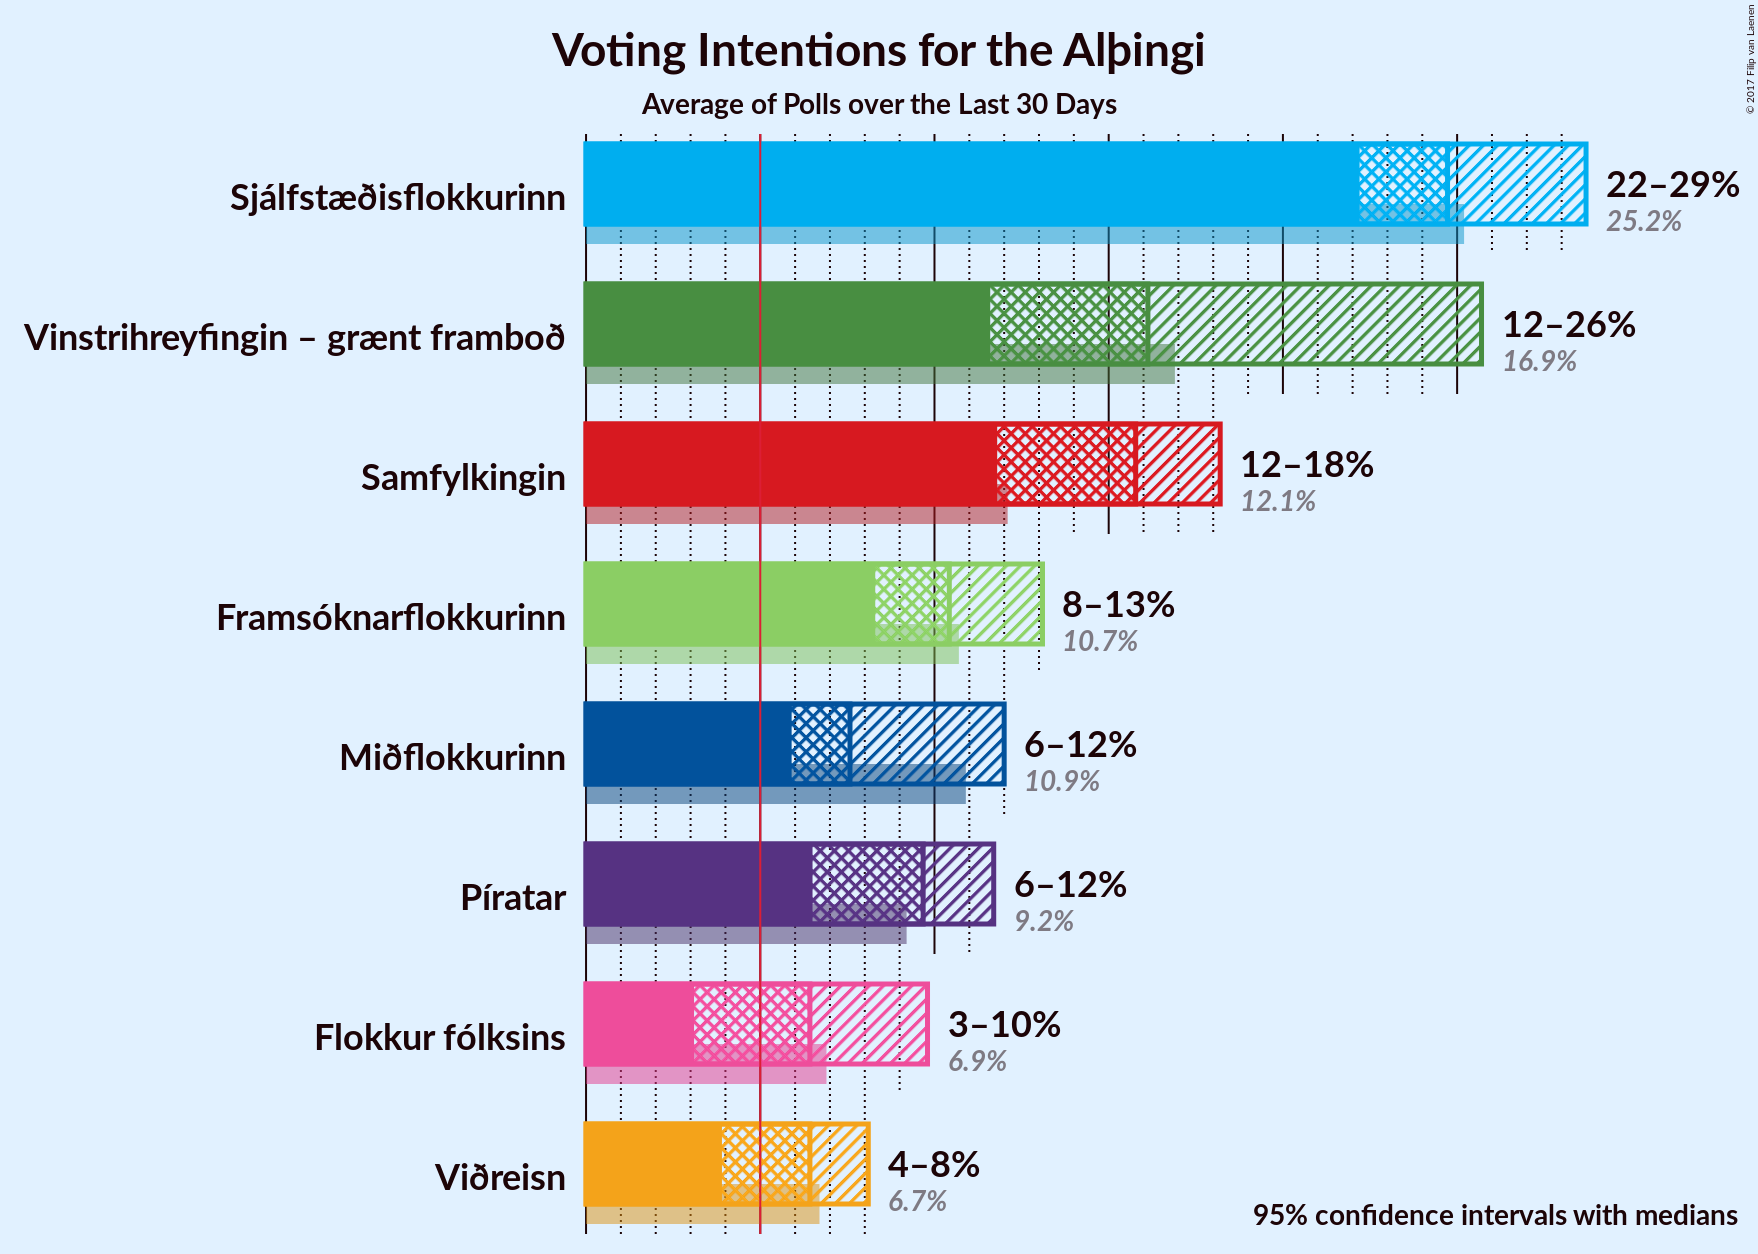 Voting Intentions for the Alþingi
Average of Polls over the Last 30 Days
© 2017 Filip van Laenen
Sjálfstæðisflokkurinn
22–29%
25.2%
Vinstrihreyfingin – grænt framboð
12–26%
16.9%
Samfylkingin
12–18%
12.1%
Framsóknarflokkurinn
8–13%
10.7%
Miðflokkurinn
6–12%
10.9%
Píratar
6–12%
9.2%
Flokkur fólksins
3–10%
6.9%
Viðreisn
4–8%
6.7%
95% confidence intervals with medians